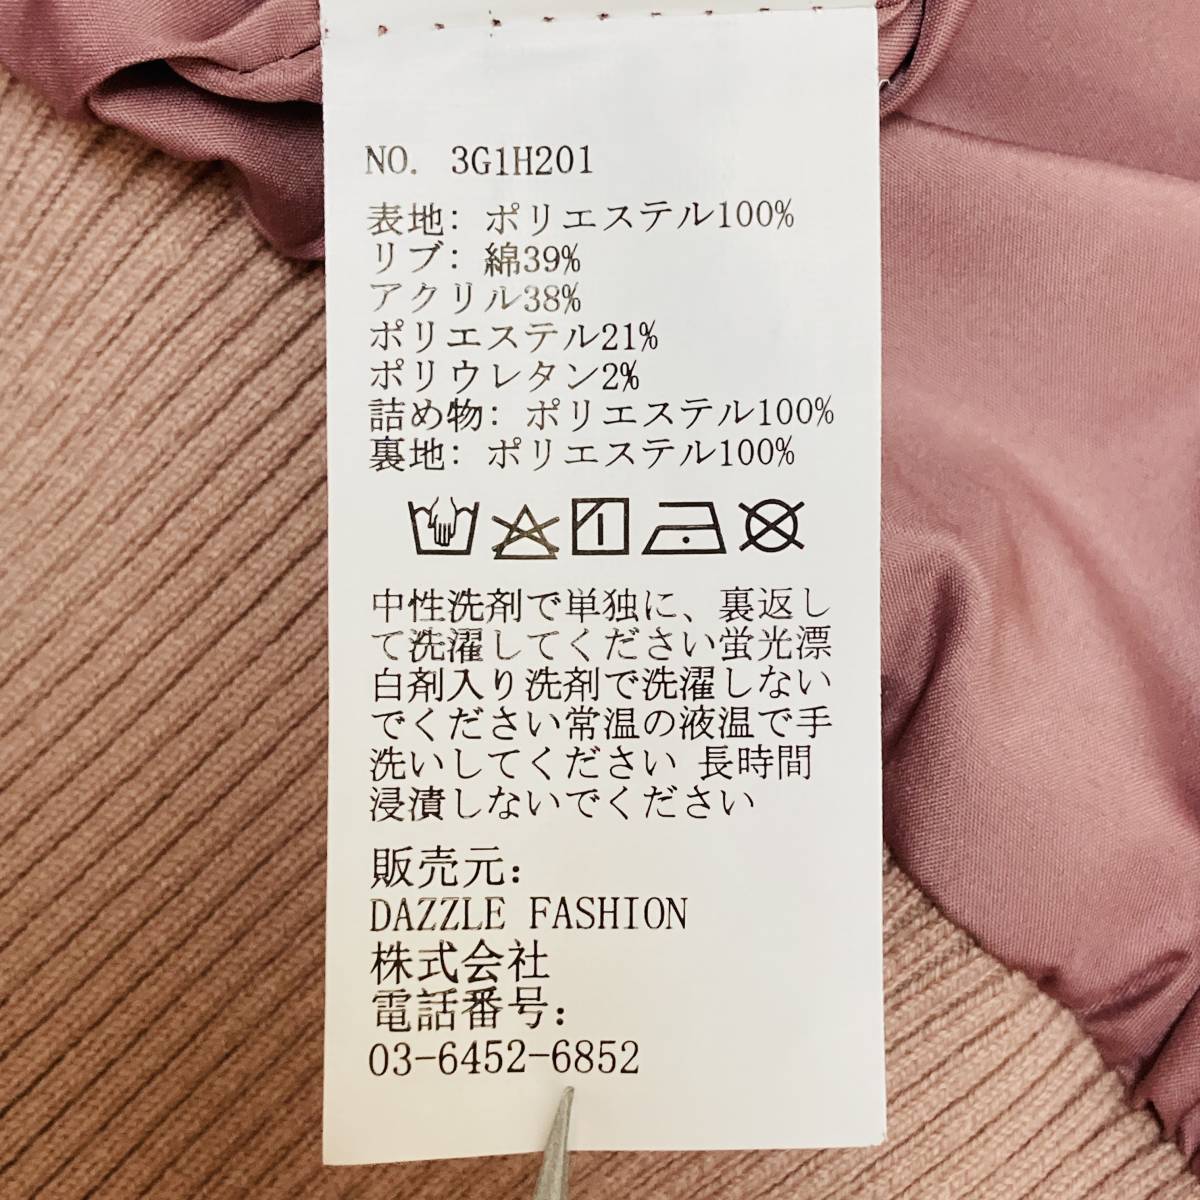 NO. 3G1H201
表地: ポリエステル100%
リブ: 綿39%
アクリル38%
ポリエステル21%
ポリウレタン2%
詰め物: ポリエステル100%
裏地: ポリエステル100%
中性洗剤で単独に、裏返し
て洗濯してください蛍光漂
白剤入り洗剤で洗濯しない
でください常温の液温で手
洗いしてください 長時間
浸漬しないでください
販売元:
DAZZLE FASHION
株式会社
電話番号:
03-6452-6852